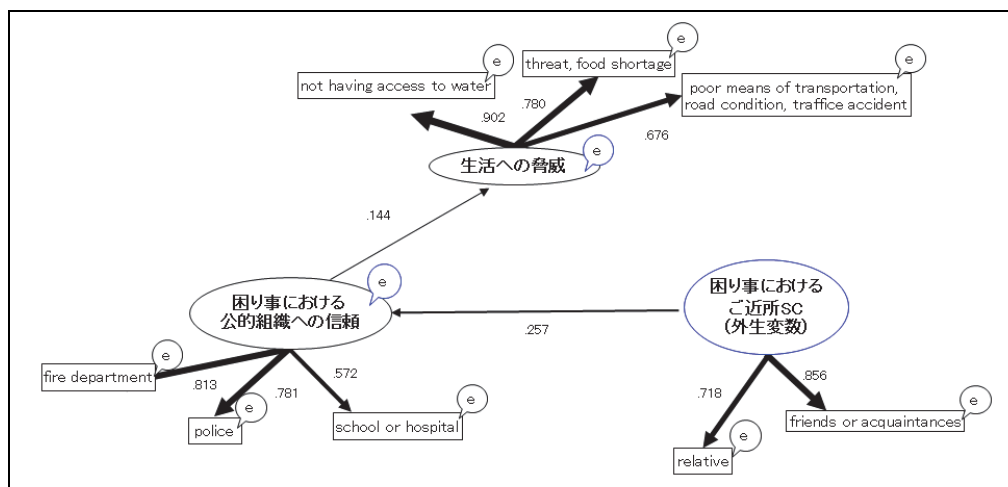 e
e
threat, food shortage
e
not having access to water
poor means of transportation,
road condition, traffice accident
.902
.780
.676
生活への脅威
e
.144
e
困り事における
公的組織への信頼
困り事における
ご近所SC
(外生変数)
.257
e
fire department
.813
.781
.572
e
police
e
school or hospital
.718
.856
e
friends or acquaintances
e
relative